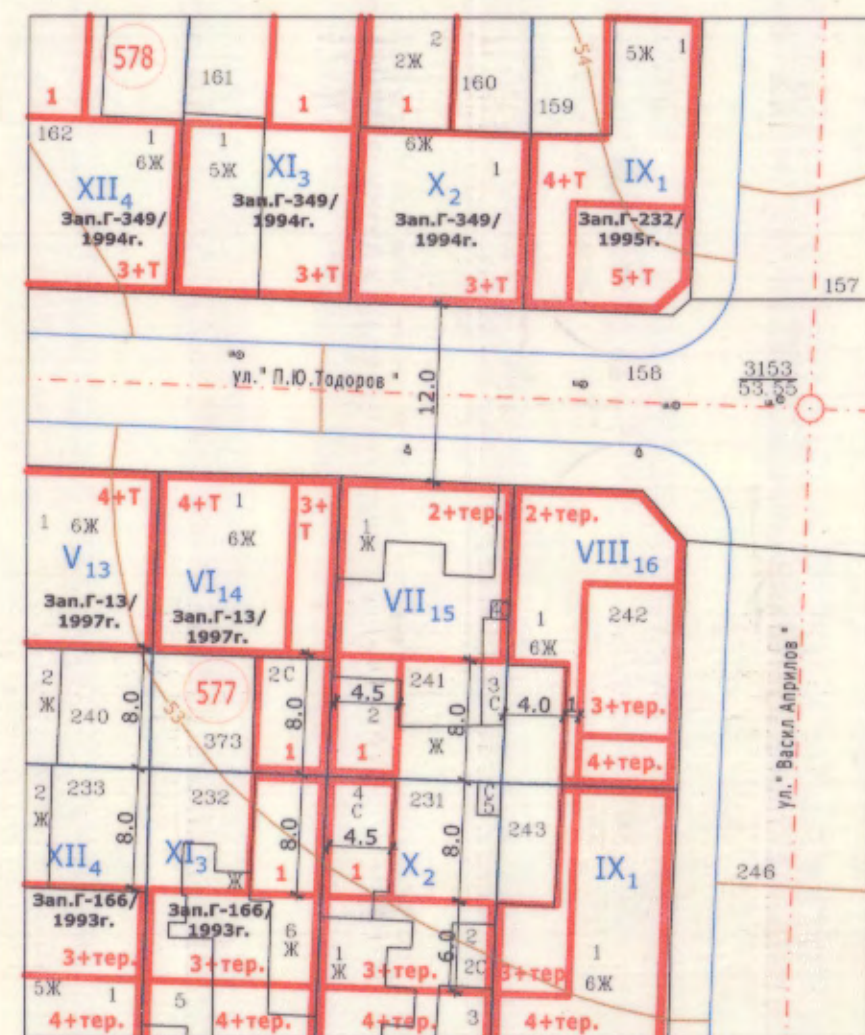 578
2
2Ж
161
160
159
54
5Ж 1
1
1
1
162
1
6Ж
1
5Ж
6Ж
1
XII4
XI3
X2
4+Т
IX1
Зап.Г-349/
1994г.
Зап.Г-349/
1994г.
Зап.Г-349/
1994г.
Зап.Г-232/
1995г.
3+Т
3+Т
3+Т
5+Т
157
ул." П.Ю.Тодоров "
12.0
158
3153
53.55
4+Т
4+Т
1
3+
Т
2+тер.
2+тер.
1
6Ж
6Ж
1
Ж
V13
VI14
VII15
VIII16
Зап.Г-13/
1997г.
Зап.Г-13/
1997г.
1
6Ж
242
2
Ж
240
8.0
577
2С
8.0
4.5
241
3
С
4.0
1
3+тер.
53
373
1
2
1
Ж
8.0
4+тер.
ул." Васил Априлов "
2
Ж
233
8.0
232
8.0
4
С
4.5
231
8.0
243
XII4
XI3
Ж
1
1
X2
IX1
246
Зап.Г-166/
1993г.
Зап.Г-166/
1993г.
6
Ж
1
Ж
6.0
2
2С
1
6Ж
3+тер.
3+тер.
3+тер.
3+тер.
5Ж 1
5
3
4+тер.
4+тер.
4+тер.
4+тер.